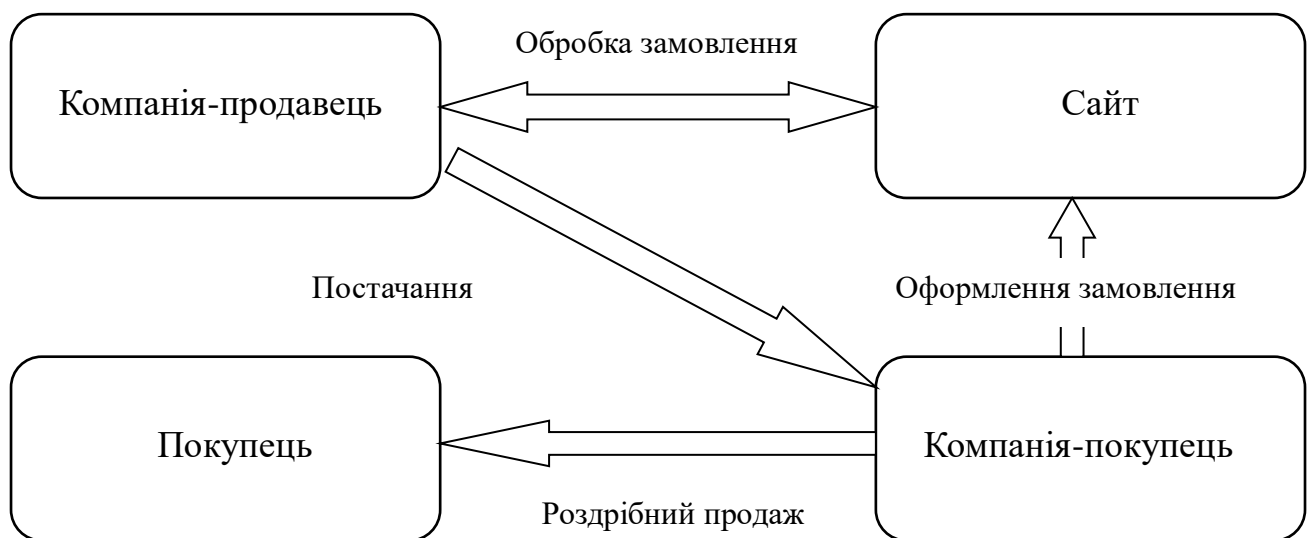 Обробка замовлення
Компанія-продавець
Сайт
Постачання
Оформлення замовлення
Покупець
Компанія-покупець
Роздрібний продаж